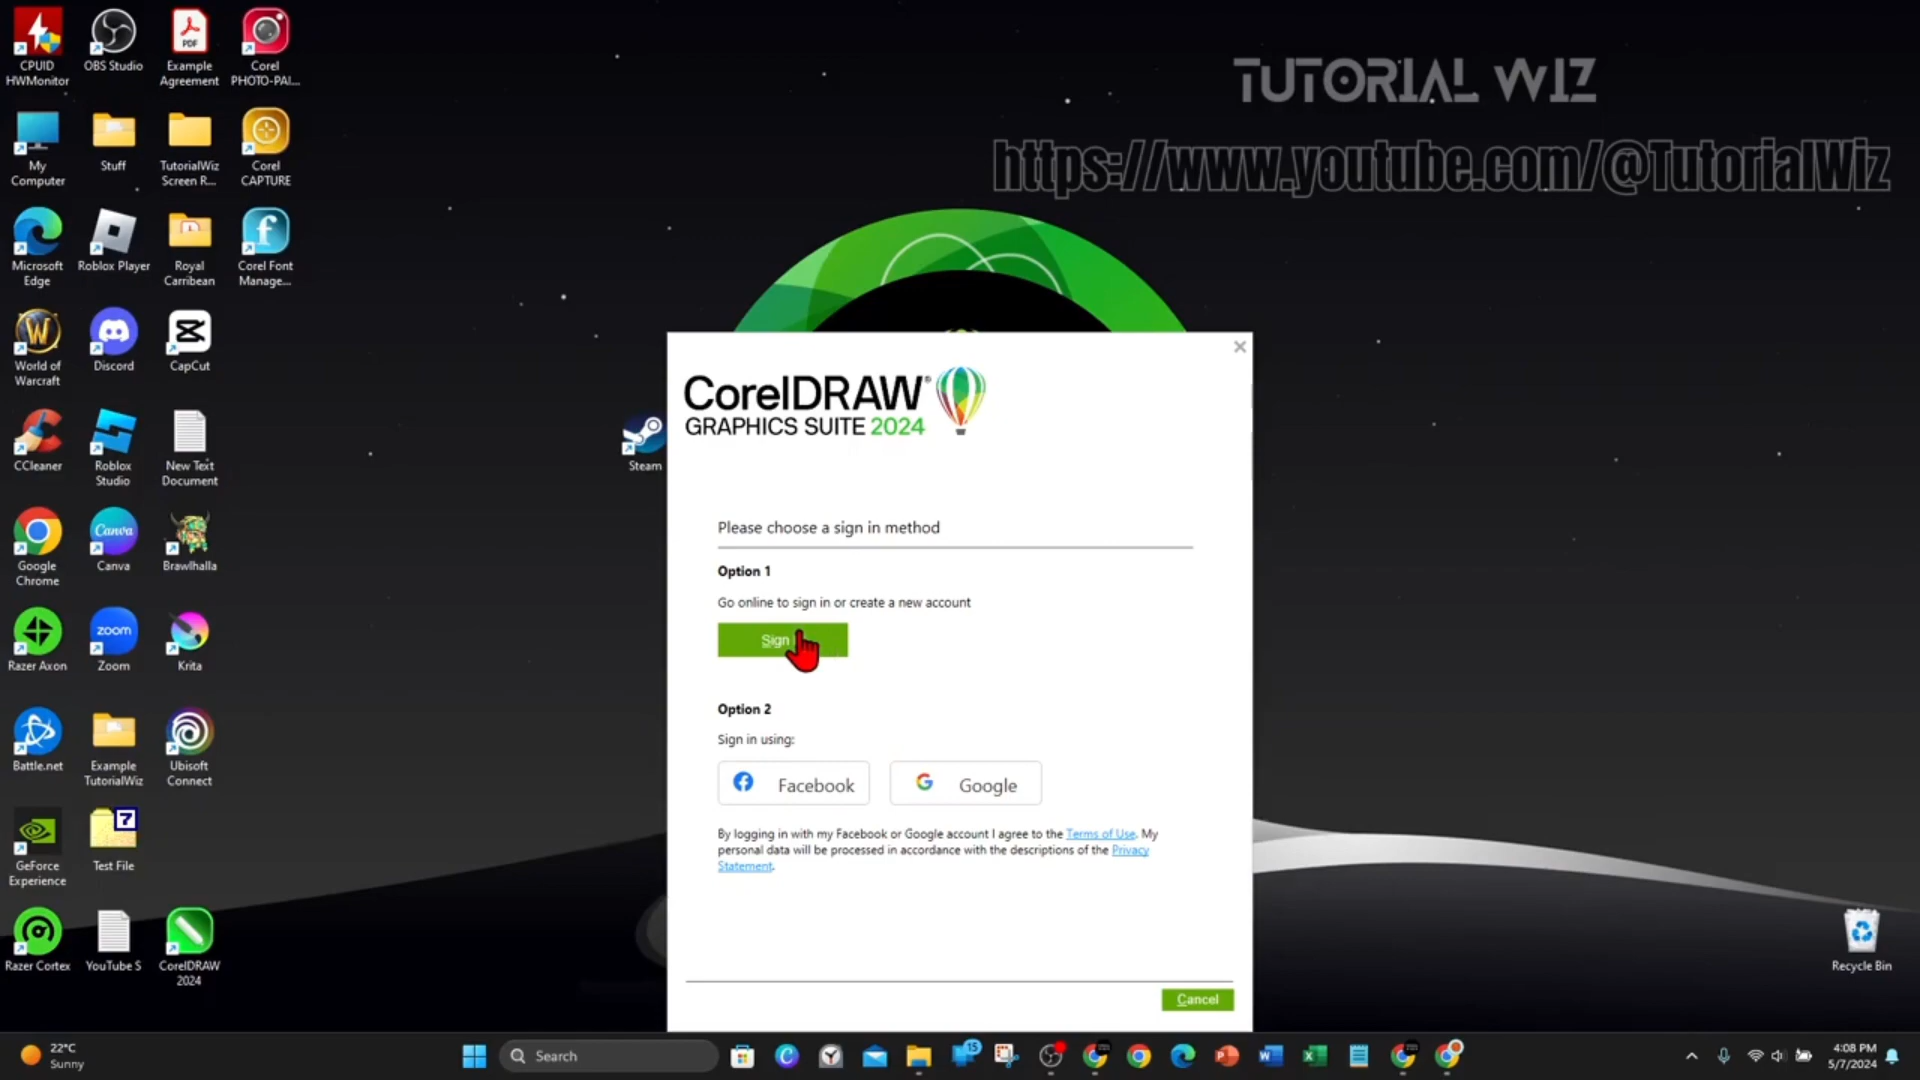 TUTORIAL WIZ
https://www.youtube.com/@TutorialWiz
CPUID
HWMonitor
OBS Studio
Example
Agreement
Corel
PHOTO-PAI...
My
Computer
Stuff
TutorialWiz
Screen R...
Corel
CAPTURE
Microsoft
Edge
Roblox Player
Royal
Carribean
Corel Font
Manage...
World of
Warcraft
Discord
CapCut
CCleaner
Roblox
Studio
New Text
Document
Steam
Google
Chrome
Canva
Canva
Brawlhalla
Razer Axon
zoom
Zoom
Krita
Battle.net
Example
TutorialWiz
Ubisoft
Connect
GeForce
Experience
7
Test File
Razer Cortex
YouTube S
CorelDRAW
2024
Recycle Bin
PDF
CorelDRAW®
GRAPHICS SUITE 2024
Please choose a sign in method
Option 1
Go online to sign in or create a new account
Sign
Option 2
Sign in using:
Facebook
Google
By logging in with my Facebook or Google account I agree to the Terms of Use. My
personal data will be processed in accordance with the descriptions of the Privacy
Statement.
Cancel
22°C
Sunny
Search
15
4:08 PM
5/7/2024